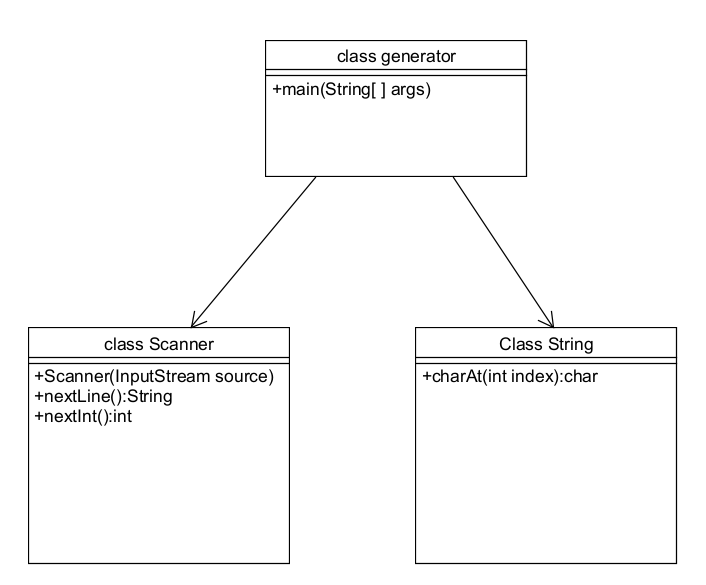 class generator
+main(String[ ] args)
class Scanner
+Scanner(InputStream source)
+nextLine():String
+nextInt():int
Class String
+charAt(int index):char